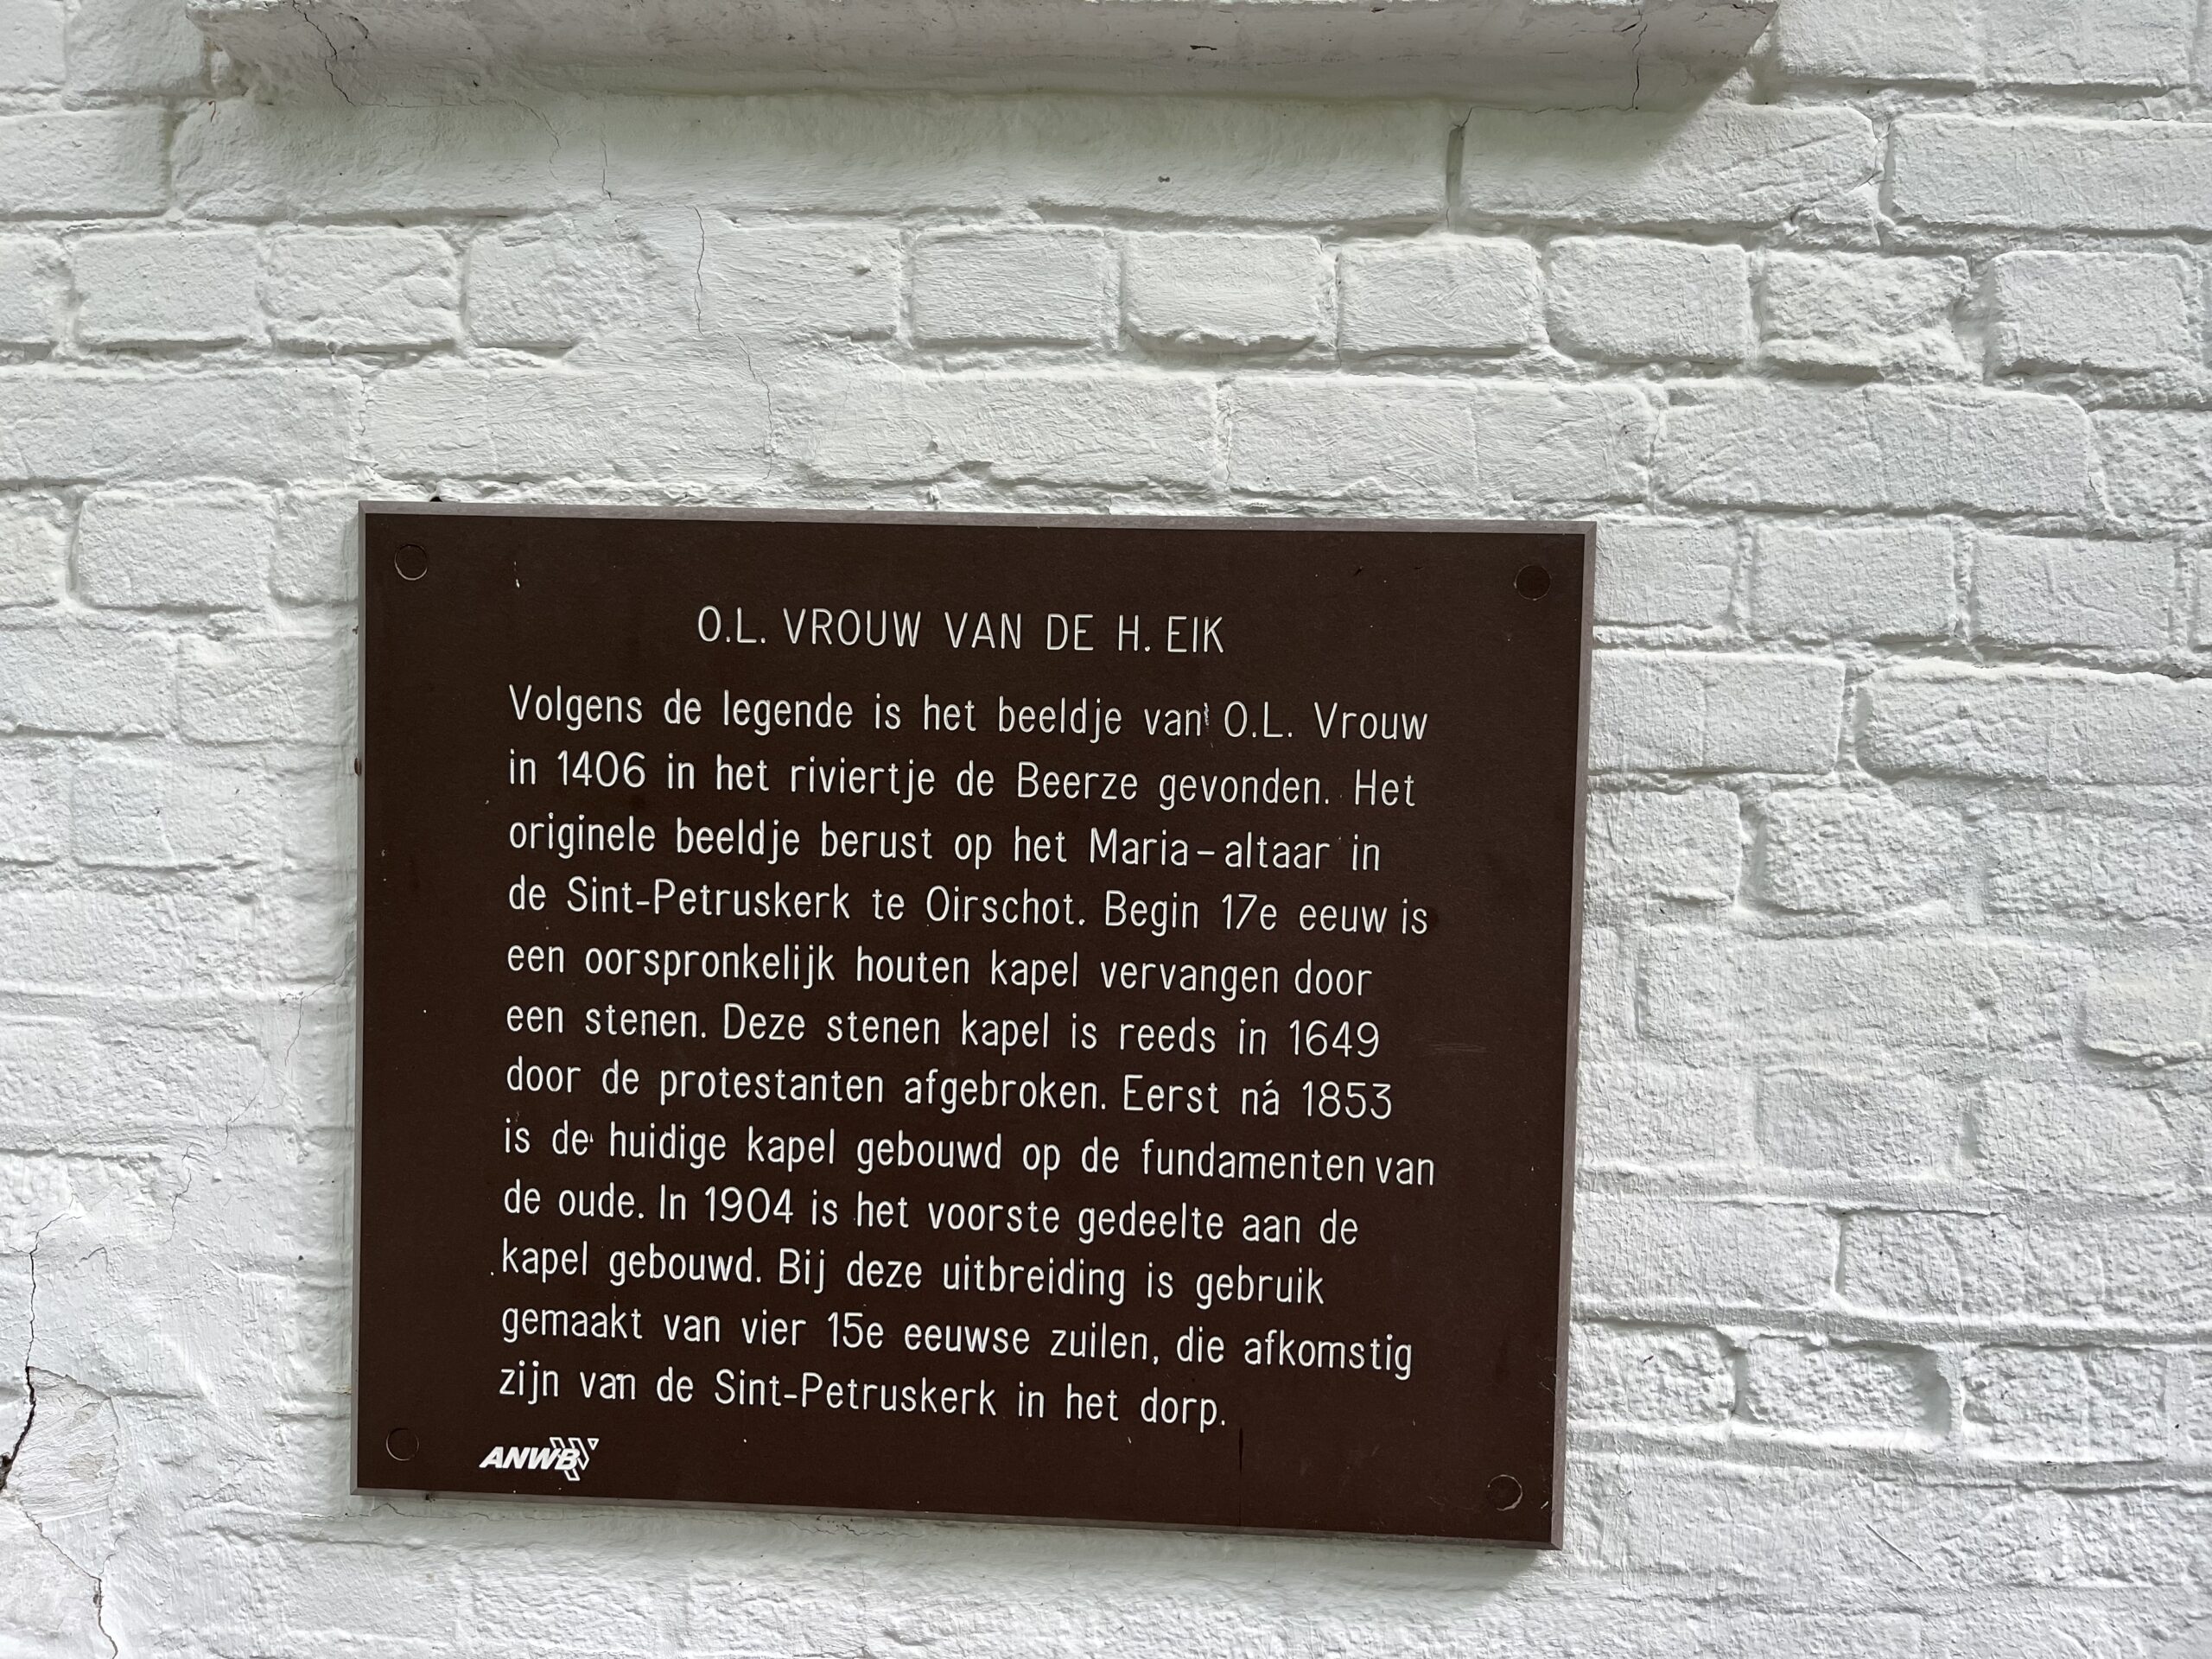 O.L. VROUW VAN DE H. EIK
Volgens de legende is het beeldje van O.L. Vrouw
in 1406 in het riviertje de Beerze gevonden. Het
originele beeldje berust op het Maria-altaar in
de Sint-Petruskerk te Oirschot. Begin 17e eeuw is
een oorspronkelijk houten kapel vervangen door
een stenen. Deze stenen kapel is reeds in 1649
door de protestanten afgebroken. Eerst ná 1853
is de huidige kapel gebouwd op de fundamenten van
de oude. In 1904 is het voorste gedeelte aan de
kapel gebouwd. Bij deze uitbreiding is gebruik
gemaakt van vier 15e eeuwse zuilen, die afkomstig
zijn van de Sint-Petruskerk in het dorp.
ANWB